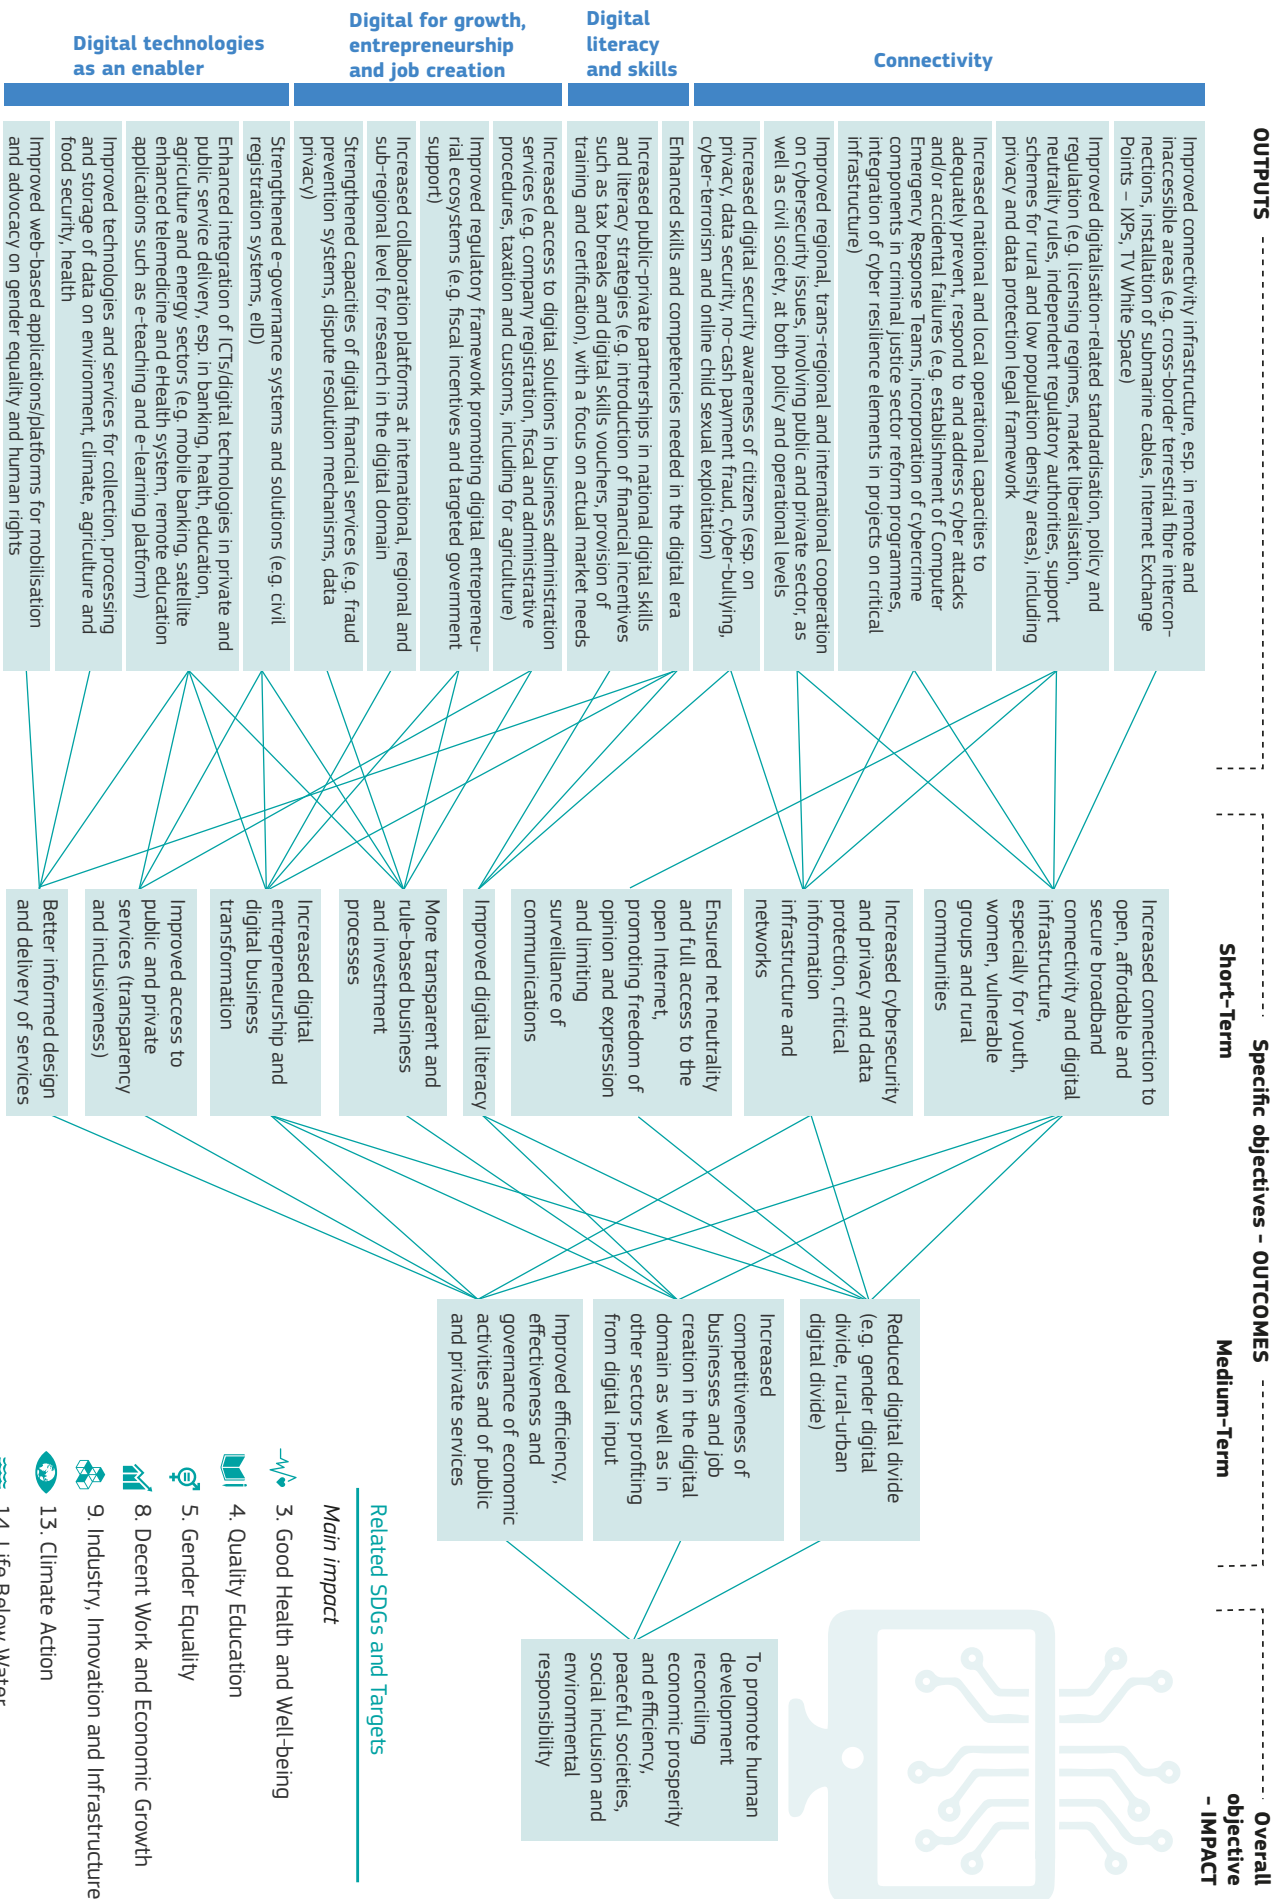 OUTPUTS
Specific objectives – OUTCOMES
Overall
objective
– IMPACT
Short-Term
Medium-Term
Connectivity
Digital
literacy
and skills
Digital for growth,
entrepreneurship
and job creation
Digital technologies
as an enabler
Improved connectivity infrastructure, esp. in remote and
inaccessible areas (e.g. cross-border terrestrial fibre intercon-
nections, installation of submarine cables, Internet Exchange
Points – IXPs, TV White Space)
Improved digitalisation-related standardisation, policy and
regulation (e.g. licensing regimes, market liberalisation,
neutrality rules, independent regulatory authorities, support
schemes for rural and low population density areas), including
privacy and data protection legal framework
Increased national and local operational capacities to
adequately prevent, respond to and address cyber attacks
and/or accidental failures (e.g. establishment of Computer
Emergency Response Teams, incorporation of cybercrime
components in criminal justice sector reform programmes,
integration of cyber resilience elements in projects on critical
infrastructure)
Improved regional, trans-regional and international cooperation
on cybersecurity issues, involving public and private sector, as
well as civil society, at both policy and operational levels
Increased digital security awareness of citizens (esp. on
privacy, data security, no-cash payment fraud, cyber-bullying,
cyber-terrorism and online child sexual exploitation)
Enhanced skills and competencies needed in the digital era
Increased public-private partnerships in national digital skills
and literacy strategies (e.g. introduction of financial incentives
such as tax breaks and digital skills vouchers, provision of
training and certification), with a focus on actual market needs
Increased access to digital solutions in business administration
services (e.g. company registration, fiscal and administrative
procedures, taxation and customs, including for agriculture)
Improved regulatory framework promoting digital entrepreneu-
rial ecosystems (e.g. fiscal incentives and targeted government
support)
Increased collaboration platforms at international, regional and
sub-regional level for research in the digital domain
Strengthened capacities of digital financial services (e.g. fraud
prevention systems, dispute resolution mechanisms, data
privacy)
Strengthened e-governance systems and solutions (e.g. civil
registration systems, eID)
Enhanced integration of ICTs/digital technologies in private and
public service delivery, esp. in banking, health, education,
agriculture and energy sectors (e.g. mobile banking, satellite
enhanced telemedicine and eHealth system, remote education
applications such as e-teaching and e-learning platform)
Improved technologies and services for collection, processing
and storage of data on environment, climate, agriculture and
food security, health
Improved web-based applications/platforms for mobilisation
and advocacy on gender equality and human rights
Increased connection to
open, affordable and
secure broadband
connectivity and digital
infrastructure,
especially for youth,
women, vulnerable
groups and rural
communities
Increased cybersecurity
and privacy and data
protection, critical
information
infrastructure and
networks
Ensured net neutrality
and full access to the
open Internet,
promoting freedom of
opinion and expression
and limiting
surveillance of
communications
Improved digital literacy
More transparent and
rule-based business
and investment
processes
Increased digital
entrepreneurship and
digital business
transformation
Improved access to
public and private
services (transparency
and inclusiveness)
Better informed design
and delivery of services
Reduced digital divide
(e.g. gender digital
divide, rural-urban
digital divide)
Increased
competitiveness of
businesses and job
creation in the digital
domain as well as in
other sectors profiting
from digital input
Improved efficiency,
effectiveness and
governance of economic
activities and of public
and private services
To promote human
development
reconciling
economic prosperity
and efficiency,
peaceful societies,
social inclusion and
environmental
responsibility
Related SDGs and Targets
Main impact
3. Good Health and Well-being
4. Quality Education
5. Gender Equality
8. Decent Work and Economic Growth
9. Industry, Innovation and Infrastructure
13. Climate Action
14. Life Below Water